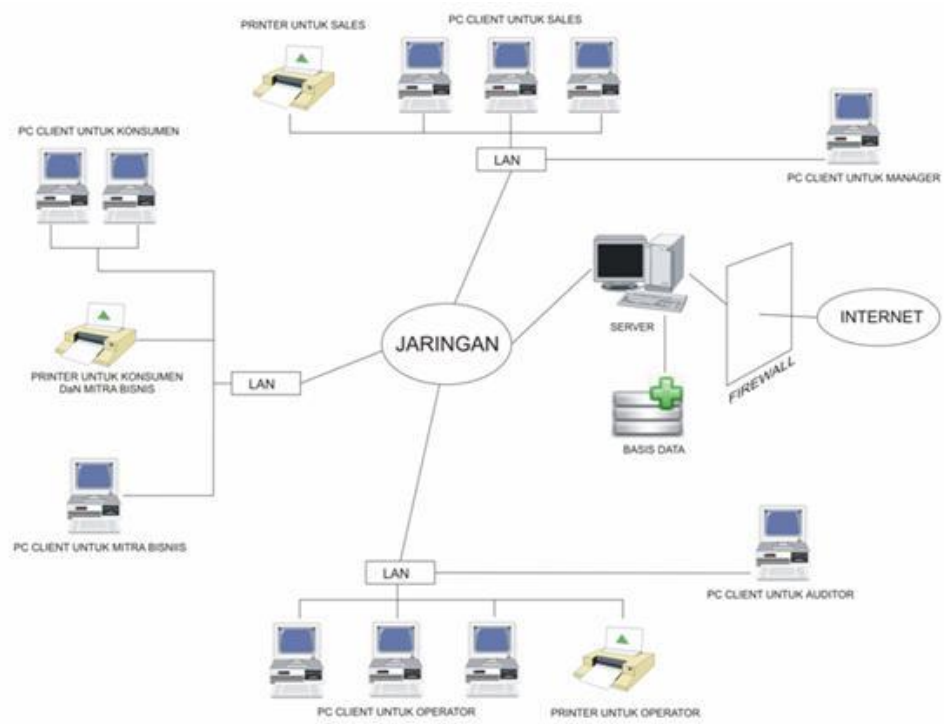 PRINTER UNTUK SALES
PC CLIENT UNTUK SALES
PC CLIENT UNTUK KONSUMEN
LAN
PC CLIENT UNTUK MANAGER
SERVER
INTERNET
JARINGAN
FIREWALL
PRINTER UNTUK KONSUMEN
DaN MITRA BISNIS
LAN
BASIS DATA
PC CLIENT UNTUK MITRA BISNIIS
LAN
PC CLIENT UNTUK AUDITOR
PC CLIENT UNTUK OPERATOR
PRINTER UNTUK OPERATOR